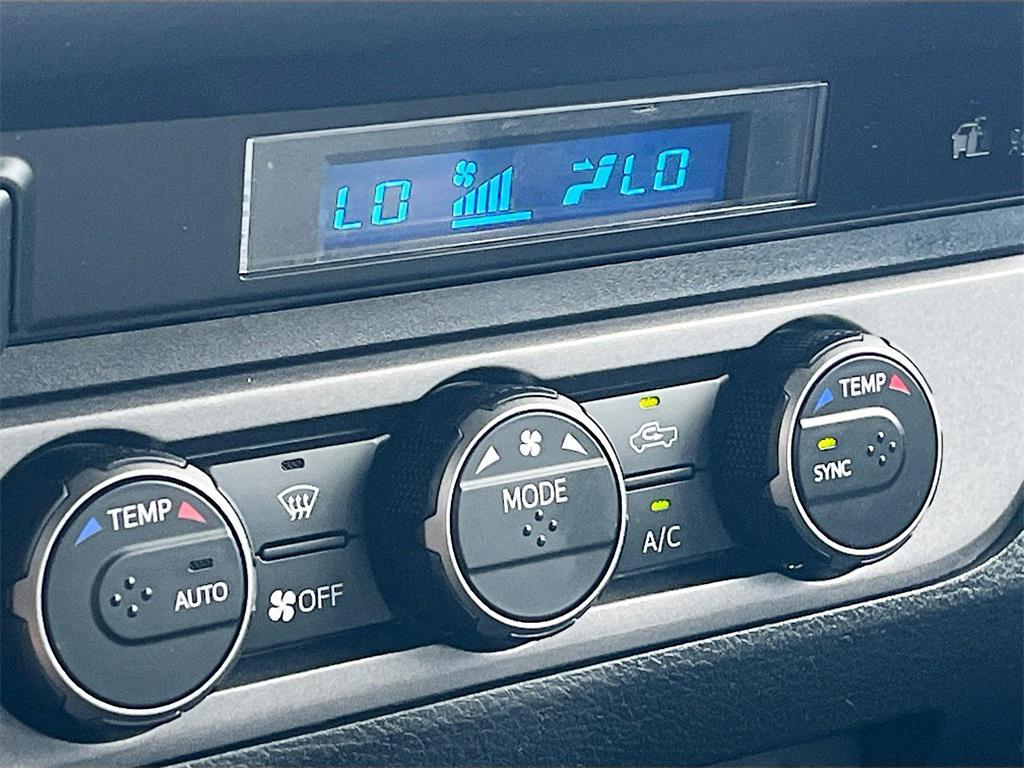 LO LO
TEMP
MODE
SYNC
A/C
TEMP
AUTO
OFF